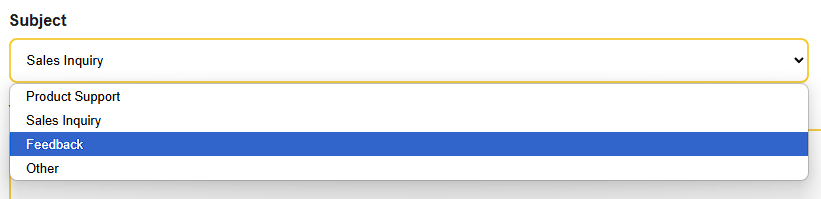 Subject
Sales Inquiry
Product Support
Sales Inquiry
Feedback
Other